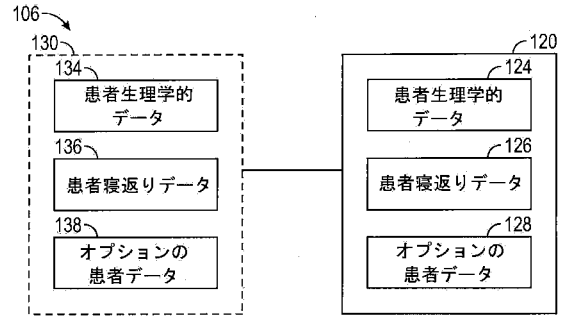 106
130
134
患者生理学的
データ
136
患者寝返りデータ
138
オプションの
患者データ
120
124
患者生理学的
データ
126
患者寝返りデータ
128
オプションの
患者データ